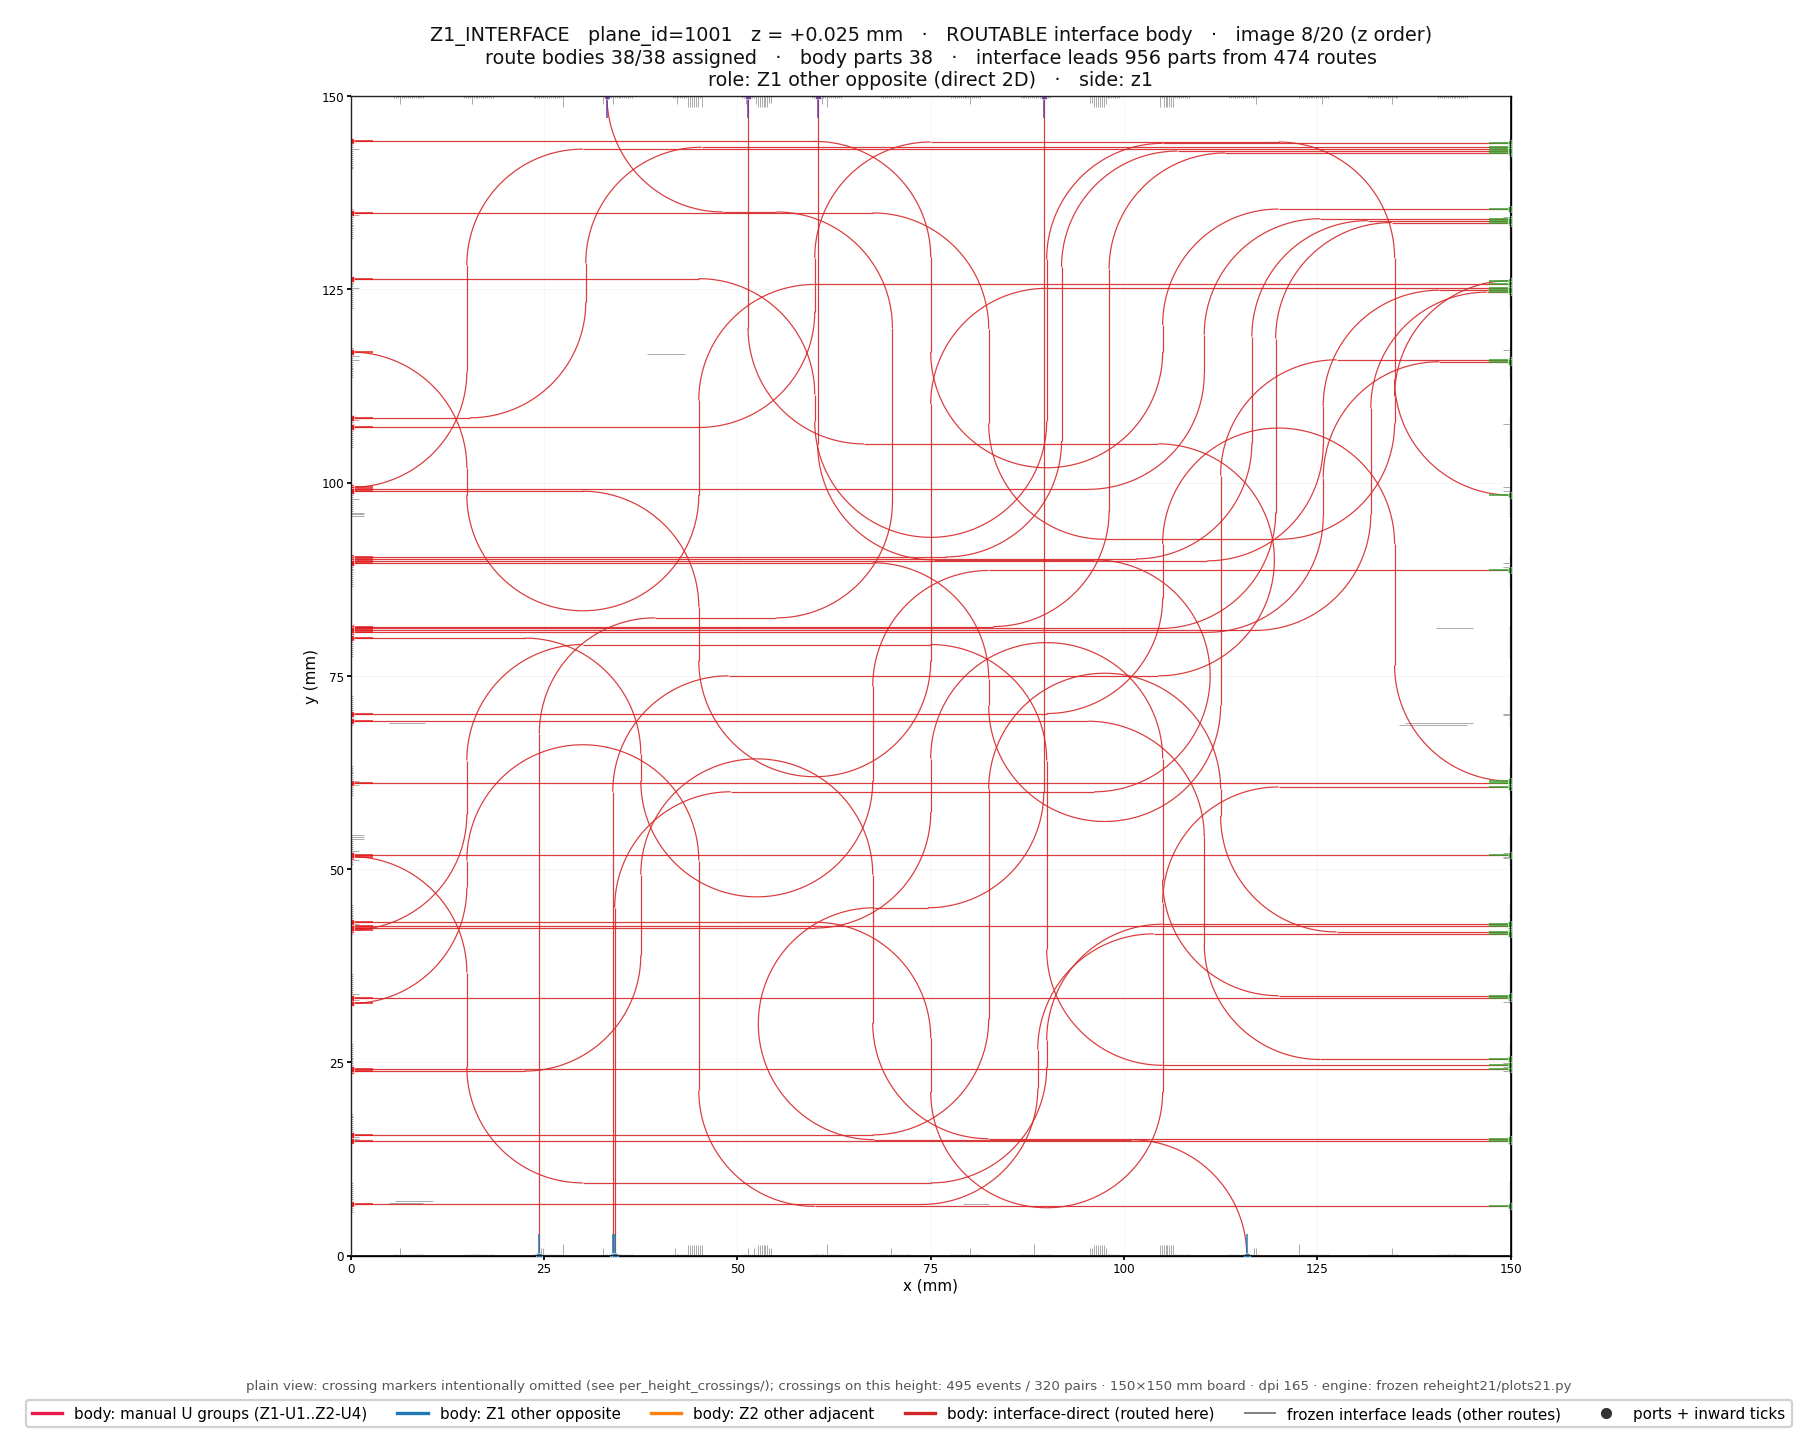 Z1_INTERFACE   plane_id=1001   z = +0.025 mm   ·   ROUTABLE interface body   ·   image 8/20 (z order)
route bodies 38/38 assigned   ·   body parts 38   ·   interface leads 956 parts from 474 routes
role: Z1 other opposite (direct 2D)   ·   side: z1
150
125
100
75
50
25
0
y (mm)
0 25 50 75 100 125 150
x (mm)
plain view: crossing markers intentionally omitted (see per_height_crossings/); crossings on this height: 495 events / 320 pairs · 150×150 mm board · dpi 165 · engine: frozen reheight21/plots21.py
body: manual U groups (Z1-U1..Z2-U4) body: Z1 other opposite body: Z2 other adjacent body: interface-direct (routed here) frozen interface leads (other routes) ports + inward ticks